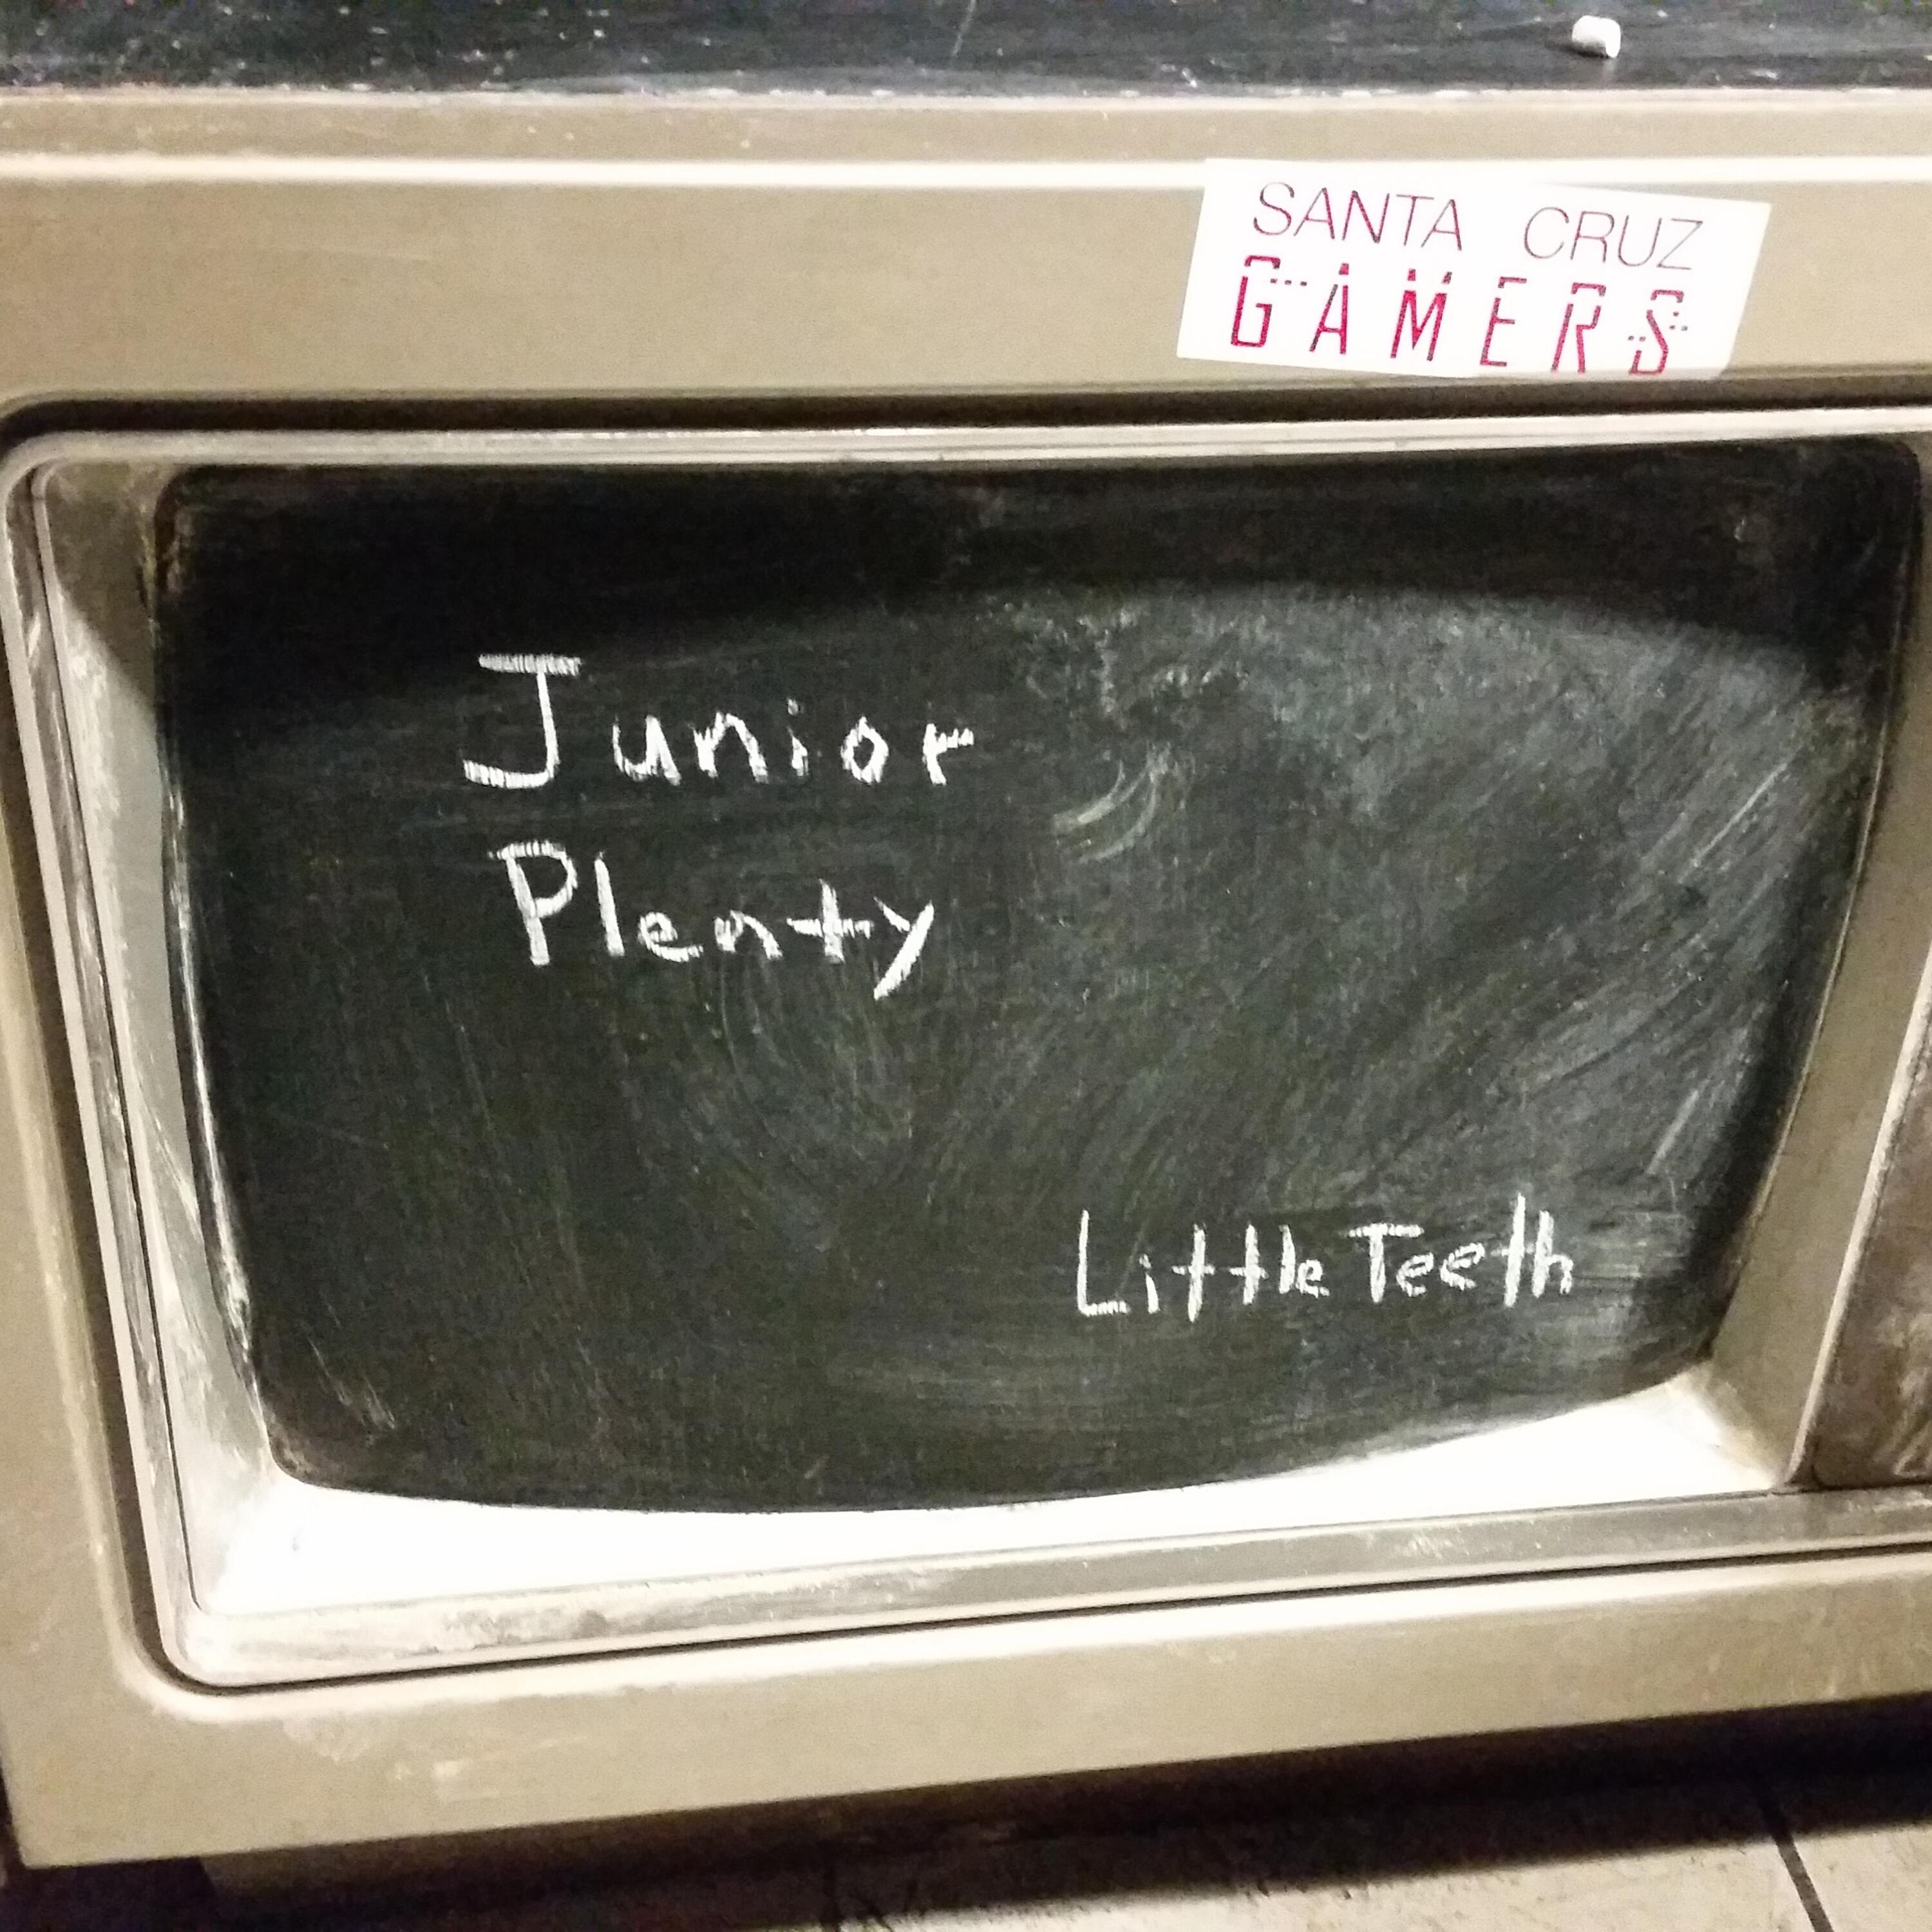 SANTA CRUZ
GAMERS
Junior
Plenty
Little Teeth